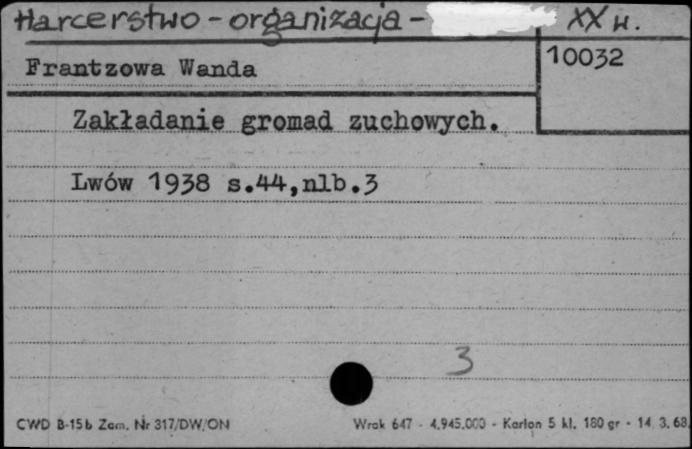 Harcerstwo - organizacja - XX w.
Frantzowa Wanda
10032
Zakładanie gromad zuchowych.
Lwów 1938 s.44,nlb.3
3
CWD B-15b Zam. Nr 317/DW/ON Wrok 647 - 4.945.000 - Karton 5 kl. 180 gr - 14. 3. 68.